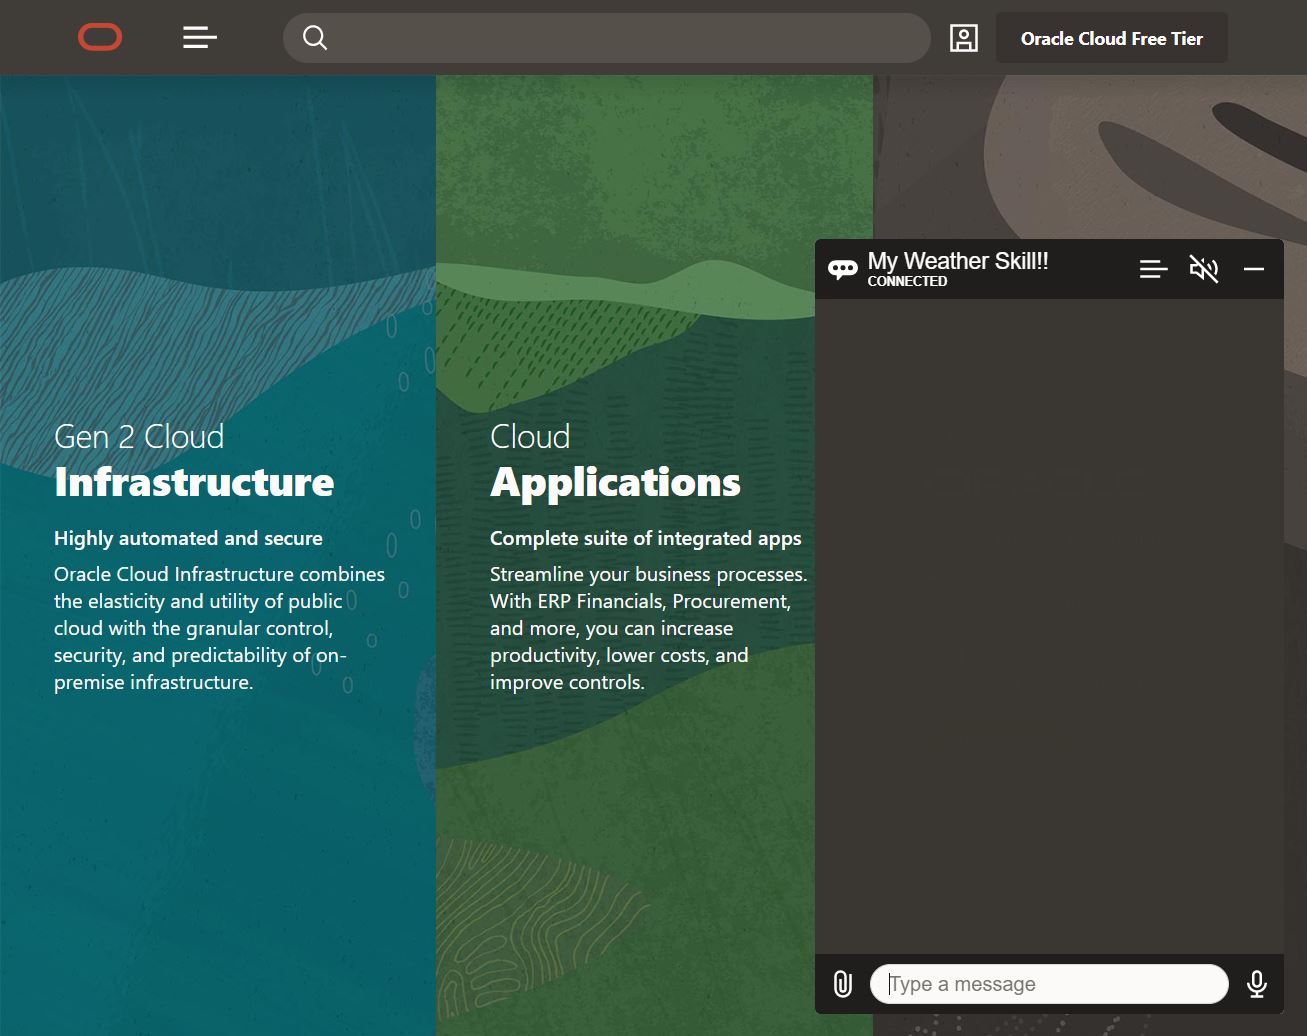 Oracle Cloud Free Tier
Gen 2 Cloud
Infrastructure
Highly automated and secure
Oracle Cloud Infrastructure combines
the elasticity and utility of public
cloud with the granular control,
security, and predictability of on-
premise infrastructure.
Cloud
Applications
Complete suite of integrated apps
Streamline your business processes.
With ERP Financials, Procurement,
and more, you can increase
productivity, lower costs, and
improve controls.
My Weather Skill!!
CONNECTED
Type a message